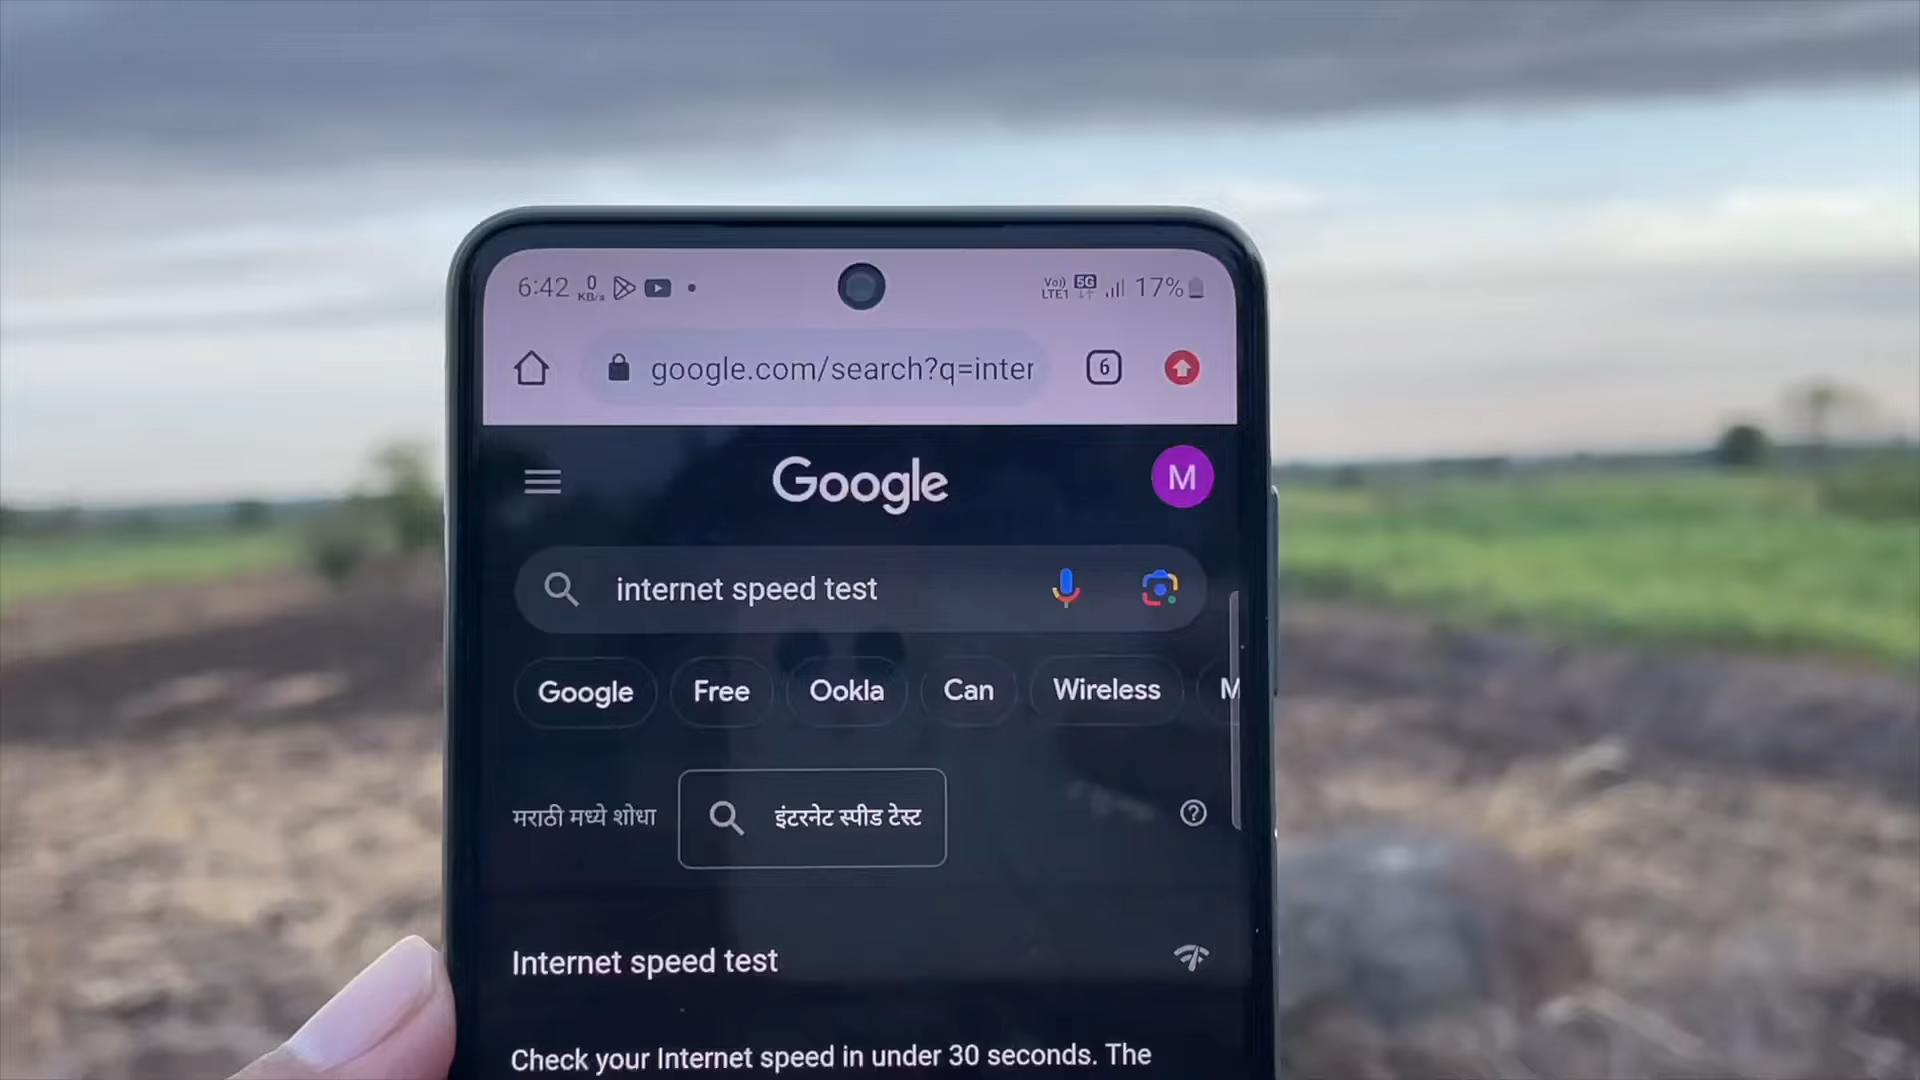 6:42 0 KB/s Vo)) LTE1 5G 17%
google.com/search?q=inter 6
Google M
internet speed test
Google Free Ookla Can Wireless M
मराठी मध्ये शोधा इंटरनेट स्पीड टेस्ट
Internet speed test
Check your Internet speed in under 30 seconds. The